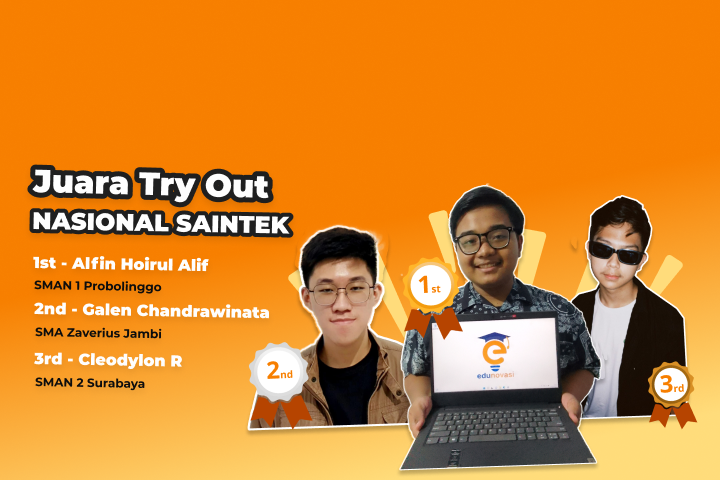 Juara Try Out
NASIONAL SAINTEK
1st - Alfin Hoirul Alif
SMAN 1 Probolinggo
2nd - Galen Chandrawinata
SMA Zaverius Jambi
3rd - Cleodylon R
SMAN 2 Surabaya
1st
2nd
3rd
e
edunovasi